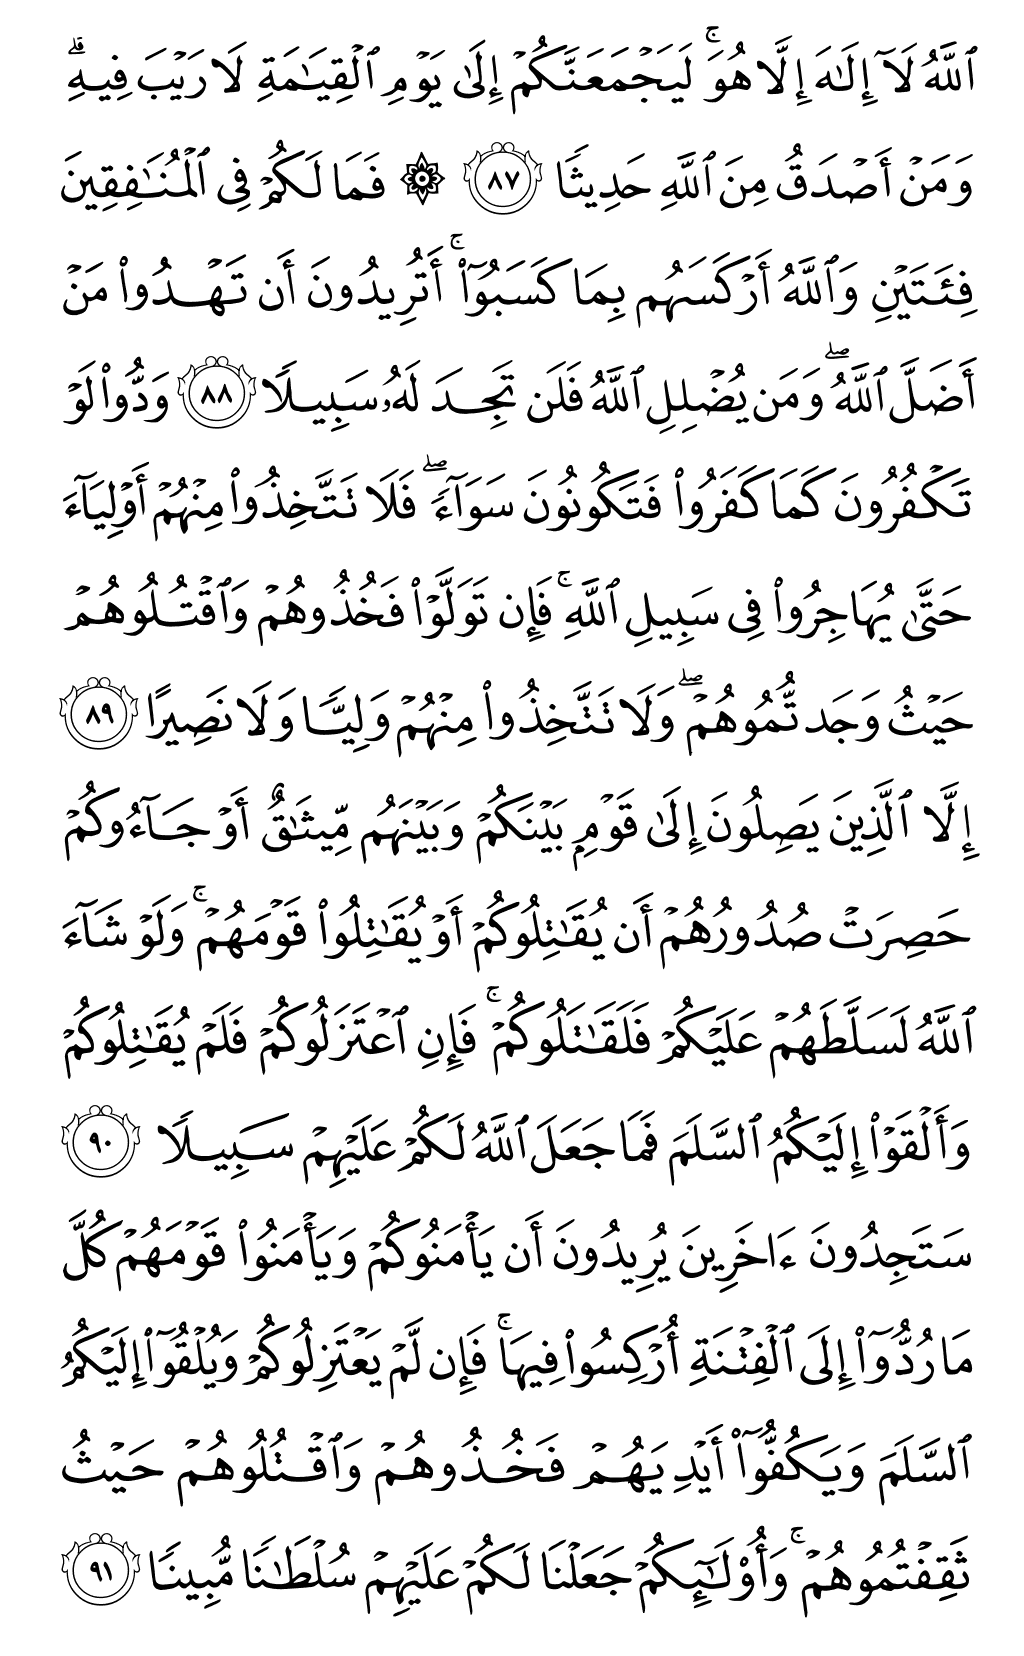 ٱللَّهُ لَآ إِلَـٰهَ إِلَّا هُوَ ۚ لَيَجْمَعَنَّكُمْ إِلَىٰ يَوْمِ ٱلْقِيَـٰمَةِ لَا رَيْبَ فِيهِ ۗ
وَمَنْ أَصْدَقُ مِنَ ٱللَّهِ حَدِيثًا ٨٧ ۞ فَمَا لَكُمْ فِى ٱلْمُنَـٰفِقِينَ
فِئَتَيْنِ وَٱللَّهُ أَرْكَسَهُم بِمَا كَسَبُوٓا۟ ۚ أَتُرِيدُونَ أَن تَهْدُوا۟ مَنْ
أَضَلَّ ٱللَّهُ ۖ وَمَن يُضْلِلِ ٱللَّهُ فَلَن تَجِدَ لَهُۥ سَبِيلًا ٨٨ وَدُّوا۟ لَوْ
تَكْفُرُونَ كَمَا كَفَرُوا۟ فَتَكُونُونَ سَوَآءً ۖ فَلَا تَتَّخِذُوا۟ مِنْهُمْ أَوْلِيَآءَ
حَتَّىٰ يُهَاجِرُوا۟ فِى سَبِيلِ ٱللَّهِ ۚ فَإِن تَوَلَّوْا۟ فَخُذُوهُمْ وَٱقْتُلُوهُمْ
حَيْثُ وَجَدتُّمُوهُمْ ۖ وَلَا تَتَّخِذُوا۟ مِنْهُمْ وَلِيًّا وَلَا نَصِيرًا ٨٩
إِلَّا ٱلَّذِينَ يَصِلُونَ إِلَىٰ قَوْمٍۭ بَيْنَكُمْ وَبَيْنَهُم مِّيثَـٰقٌ أَوْ جَآءُوكُمْ
حَصِرَتْ صُدُورُهُمْ أَن يُقَـٰتِلُوكُمْ أَوْ يُقَـٰتِلُوا۟ قَوْمَهُمْ ۚ وَلَوْ شَآءَ
ٱللَّهُ لَسَلَّطَهُمْ عَلَيْكُمْ فَلَقَـٰتَلُوكُمْ ۚ فَإِنِ ٱعْتَزَلُوكُمْ فَلَمْ يُقَـٰتِلُوكُمْ
وَأَلْقَوْا۟ إِلَيْكُمُ ٱلسَّلَمَ فَمَا جَعَلَ ٱللَّهُ لَكُمْ عَلَيْهِمْ سَبِيلًا ٩٠
سَتَجِدُونَ ءَاخَرِينَ يُرِيدُونَ أَن يَأْمَنُوكُمْ وَيَأْمَنُوا۟ قَوْمَهُمْ كُلَّ
مَا رُدُّوٓا۟ إِلَى ٱلْفِتْنَةِ أُرْكِسُوا۟ فِيهَا ۚ فَإِن لَّمْ يَعْتَزِلُوكُمْ وَيُلْقُوٓا۟ إِلَيْكُمُ
ٱلسَّلَمَ وَيَكُفُّوٓا۟ أَيْدِيَهُمْ فَخُذُوهُمْ وَٱقْتُلُوهُمْ حَيْثُ
ثَقِفْتُمُوهُمْ ۚ وَأُو۟لَـٰٓئِكُمْ جَعَلْنَا لَكُمْ عَلَيْهِمْ سُلْطَـٰنًا مُّبِينًا ٩١